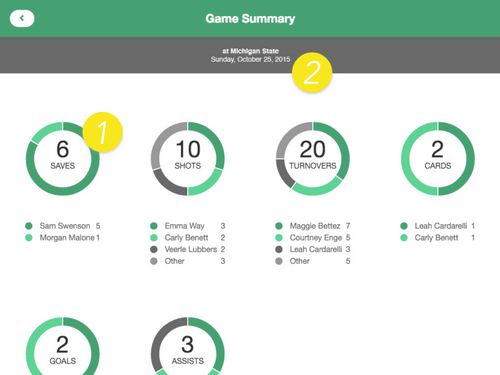 Game Summary
at Michigan State
Sunday, October 25, 2015
2
1
6
SAVES
10
SHOTS
20
TURNOVERS
2
CARDS
Sam Swenson 5
Morgan Malone 1
Emma Way 3
Carly Benett 2
Veerle Lubbers 2
Other 3
Maggie Bettez 7
Courtney Enge 5
Leah Cardarelli 3
Other 5
Leah Cardarelli 1
Carly Benett 1
2
GOALS
3
ASSISTS